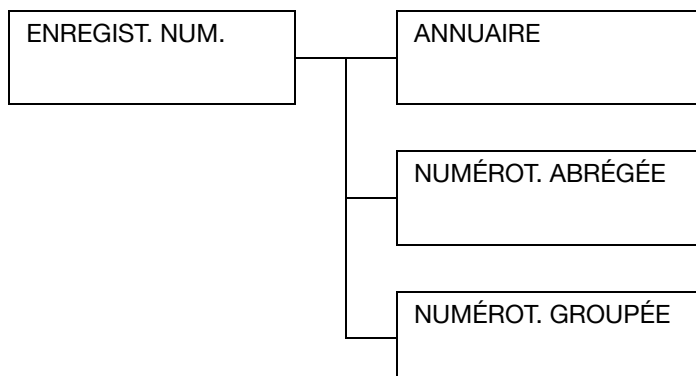 ENREGIST. NUM.
ANNUAIRE
NUMÉROT. ABRÉGÉE
NUMÉROT. GROUPÉE